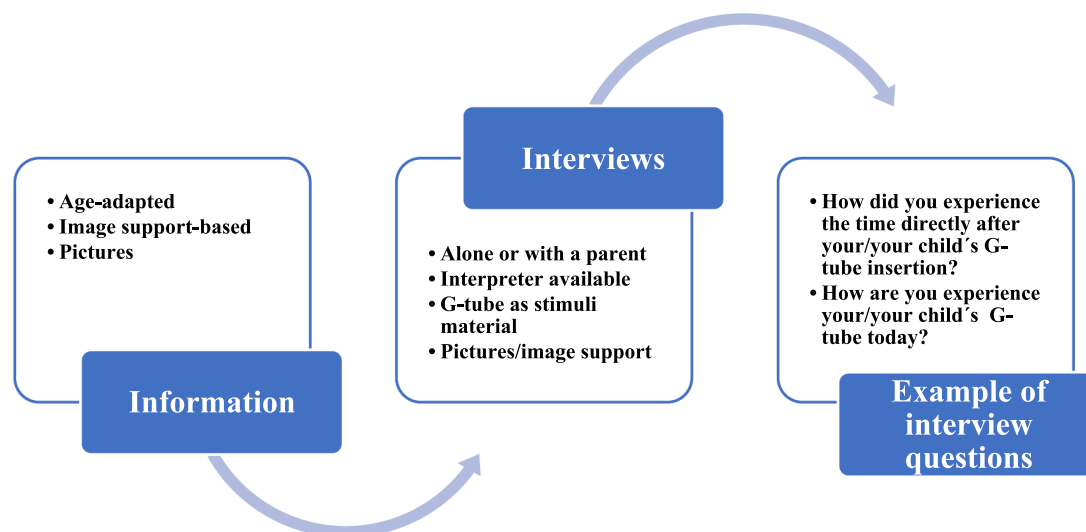 • Age-adapted
• Image support-based
• Pictures
Information
Interviews
• Alone or with a parent
• Interpreter available
• G-tube as stimuli
material
• Pictures/image support
• How did you experience
the time directly after
your/your child´s G-
tube insertion?
• How are you experience
your/your child´s  G-
tube today?
Example of
interview
questions